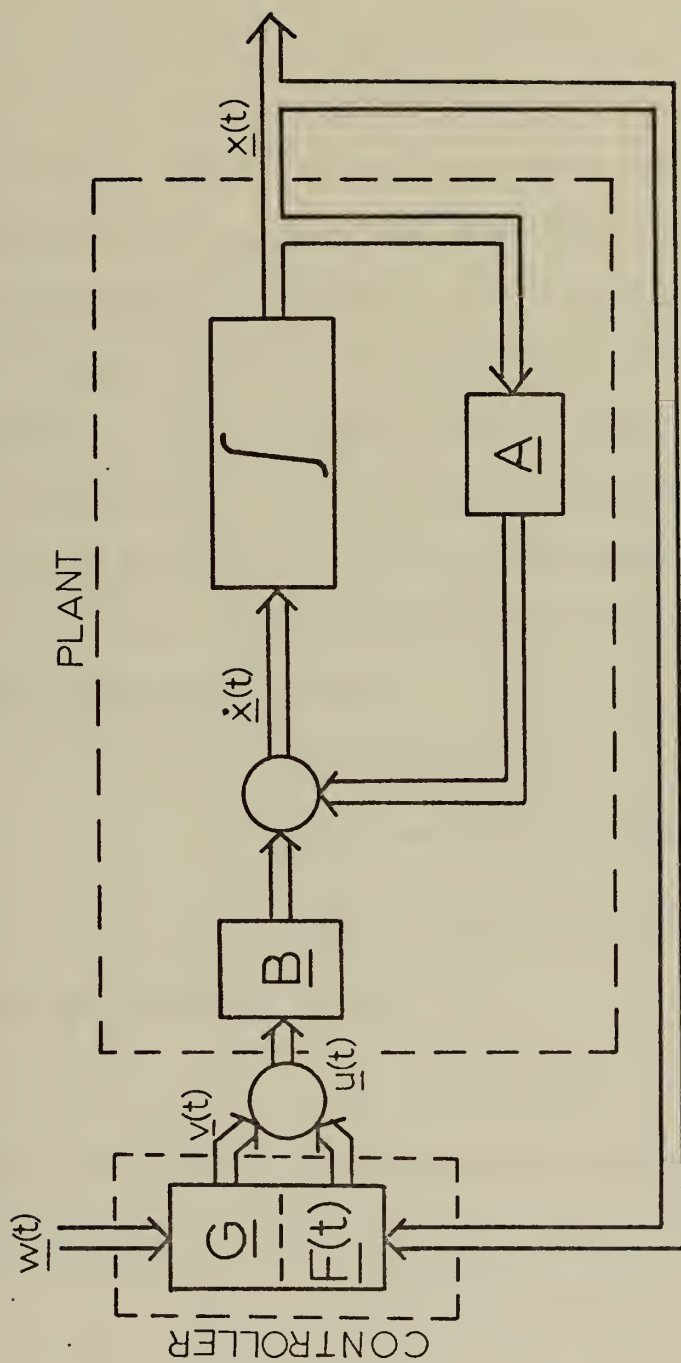 PLANT
CONTROLLER
w(t)
G
F(t)
v(t)
u(t)
B
ẋ(t)
∫
x(t)
A